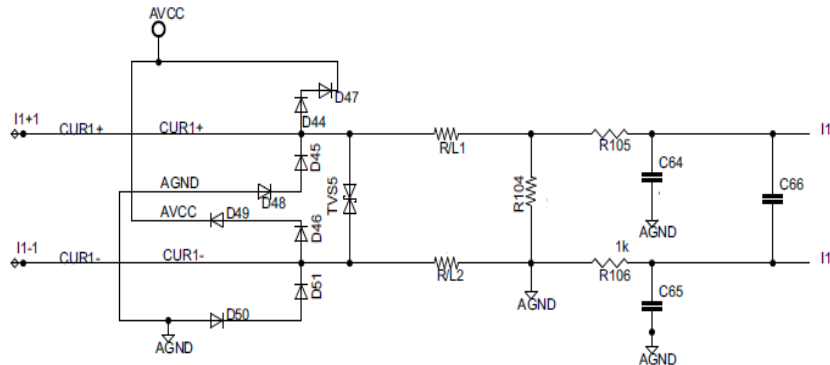 AVCC
D47
I1+1
CUR1+
CUR1+
D44
I1
D45
R/L1
R105
C64
AGND
D48
TVS5
R104
C66
AVCC
D49
D46
AGND
I1-1
CUR1-
CUR1-
1k
I1
D51
R/L2
R106
D50
AGND
C65
AGND
AGND